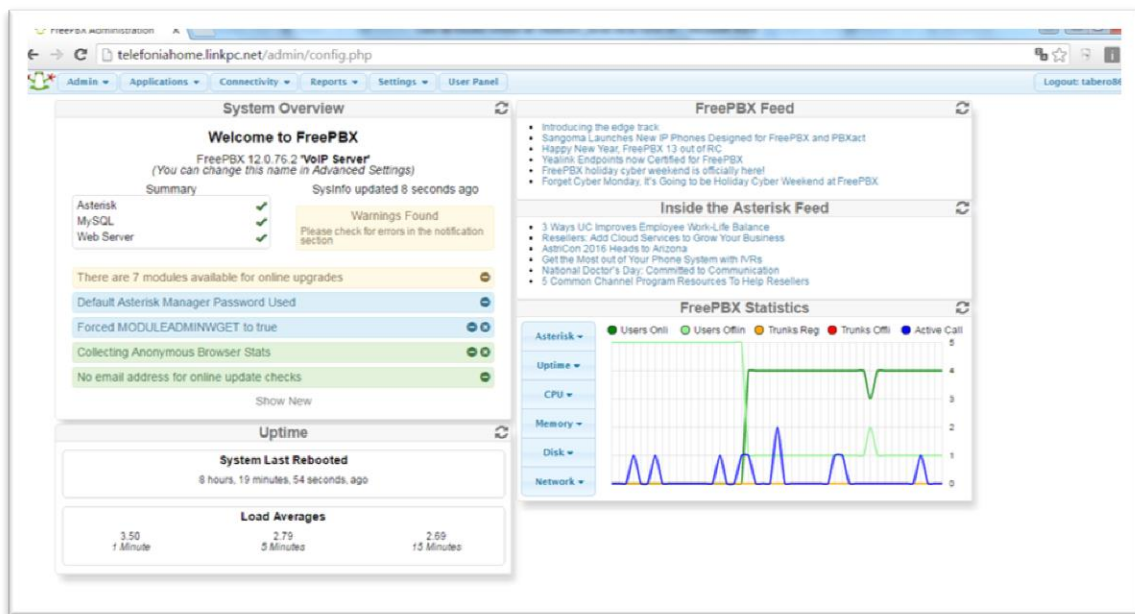 FreePBX Administration x
telefoniahome.linkpc.net/admin/config.php
Admin Applications Connectivity Reports Settings User Panel Logout: tabero86
System Overview
Welcome to FreePBX
FreePBX 12.0.76.2 'VoIP Server'
(You can change this name in Advanced Settings)
Summary
Asterisk
MySQL
Web Server
SysInfo updated 8 seconds ago
Warnings Found
Please check for errors in the notification
section
There are 7 modules available for online upgrades
Default Asterisk Manager Password Used
Forced MODULEADMINWGET to true
Collecting Anonymous Browser Stats
No email address for online update checks
Show New
Uptime
System Last Rebooted
8 hours, 19 minutes, 54 seconds, ago
Load Averages
3.50 2.79 2.69
1 Minute 5 Minutes 15 Minutes
FreePBX Feed
Introducing the edge track
Sangoma Launches New IP Phones Designed for FreePBX and PBXact
Happy New Year, FreePBX 13 out of RC
Yealink Endpoints now Certified for FreePBX
FreePBX holiday cyber weekend is officially here!
Forget Cyber Monday, It's Going to be Holiday Cyber Weekend at FreePBX
Inside the Asterisk Feed
3 Ways UC Improves Employee Work-Life Balance
Resellers: Add Cloud Services to Grow Your Business
AstriCon 2016 Heads to Arizona
Get the Most out of Your Phone System with IVRs
National Doctor's Day: Committed to Communication
5 Common Channel Program Resources To Help Resellers
FreePBX Statistics
Asterisk
Uptime
CPU
Memory
Disk
Network
Users Onli Users Offlin Trunks Reg Trunks Offli Active Call
5
4
3
2
1
0